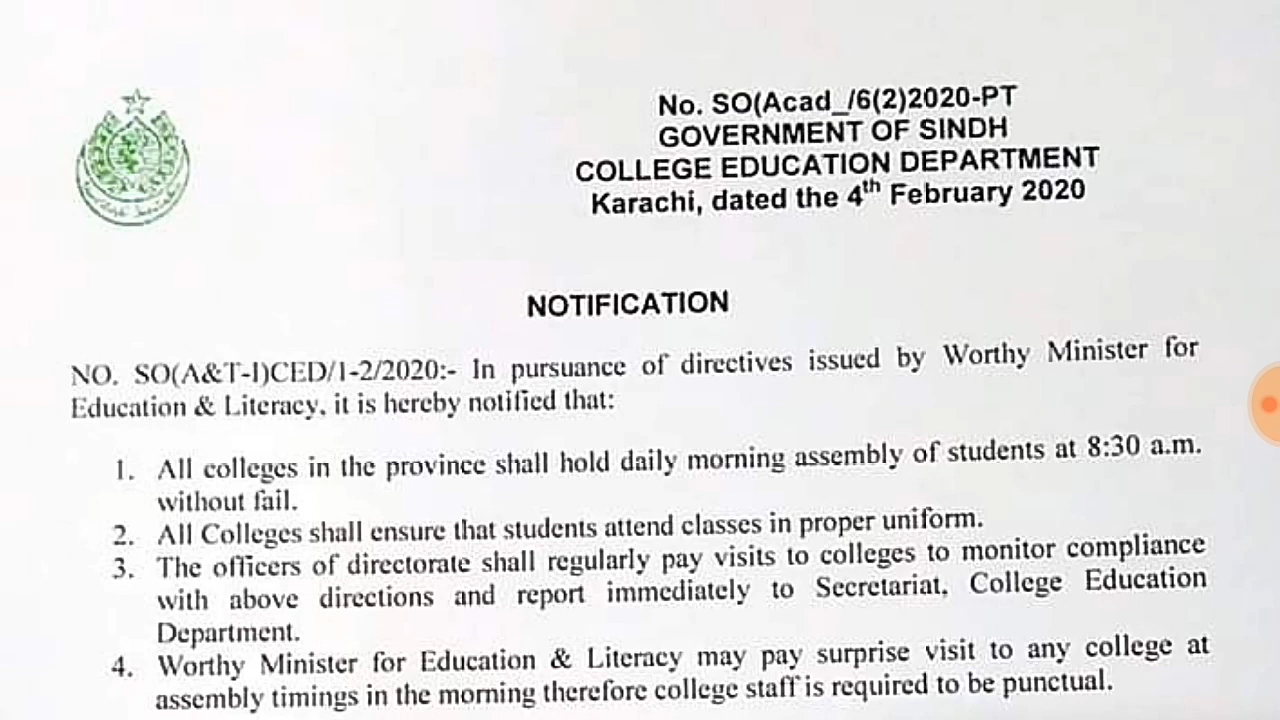 No. SO(Acad_/6(2)2020-PT
GOVERNMENT OF SINDH
COLLEGE EDUCATION DEPARTMENT
Karachi, dated the 4th February 2020
NOTIFICATION
NO. SO(A&T-I)CED/1-2/2020:- In pursuance of directives issued by Worthy Minister for
Education & Literacy, it is hereby notified that:
1. All colleges in the province shall hold daily morning assembly of students at 8:30 a.m.
without fail.
2. All Colleges shall ensure that students attend classes in proper uniform.
3. The officers of directorate shall regularly pay visits to colleges to monitor compliance
with above directions and report immediately to Secretariat, College Education
Department.
4. Worthy Minister for Education & Literacy may pay surprise visit to any college at
assembly timings in the morning therefore college staff is required to be punctual.